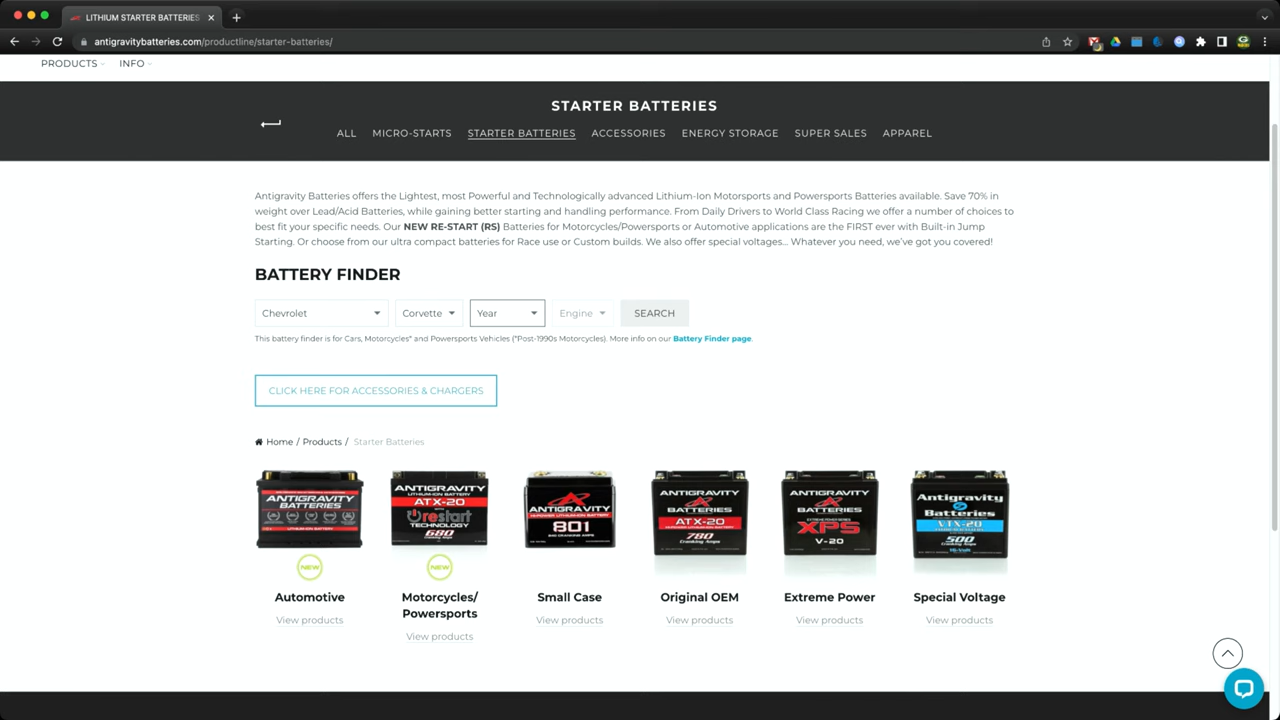 LITHIUM STARTER BATTERIES
antigravitybatteries.com/productline/starter-batteries/
PRODUCTS INFO
STARTER BATTERIES
ALL MICRO-STARTS STARTER BATTERIES ACCESSORIES ENERGY STORAGE SUPER SALES APPAREL
Antigravity Batteries offers the Lightest, most Powerful and Technologically advanced Lithium-Ion Motorsports and Powersports Batteries available. Save 70% in
weight over Lead/Acid Batteries, while gaining better starting and handling performance. From Daily Drivers to World Class Racing we offer a number of choices to
best fit your specific needs. Our NEW RE-START (RS) Batteries for Motorcycles/Powersports or Automotive applications are the FIRST ever with Built-in Jump
Starting. Or choose from our ultra compact batteries for Race use or Custom builds. We also offer special voltages... Whatever you need, we've got you covered!
BATTERY FINDER
Chevrolet Corvette Year Engine SEARCH
This battery finder is for Cars, Motorcycles* and Powersports Vehicles (*Post-1990s Motorcycles). More info on our Battery Finder page.
CLICK HERE FOR ACCESSORIES & CHARGERS
Home / Products / Starter Batteries
ANTIGRAVITY
BATTERIES
ANTIGRAVITY
LITHIUM-ION BATTERY
ATX-20
restart
TECHNOLOGY
680
Cranking Amps
ANTIGRAVITY
801
ANTIGRAVITY
BATTERIES
ATX-20
780
Cranking Amps
ANTIGRAVITY
BATTERIES
XPS
V-20
Antigravity
Batteries
VTX-20
500
Cranking Amps
NEW NEW
Automotive Motorcycles/ Small Case Original OEM Extreme Power Special Voltage
Powersports
View products View products View products View products View products
View products